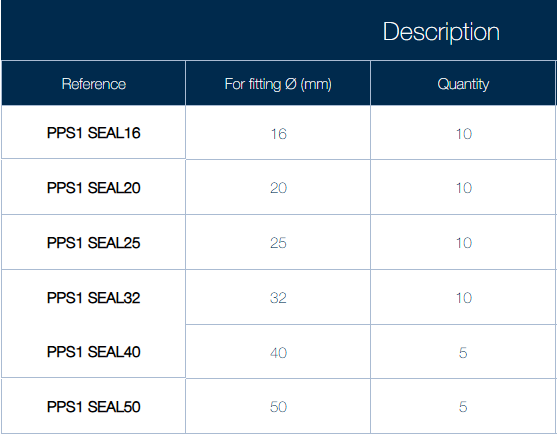 Description
Reference For fitting Ø (mm) Quantity
PPS1 SEAL16 16 10
PPS1 SEAL20 20 10
PPS1 SEAL25 25 10
PPS1 SEAL32 32 10
PPS1 SEAL40 40 5
PPS1 SEAL50 50 5